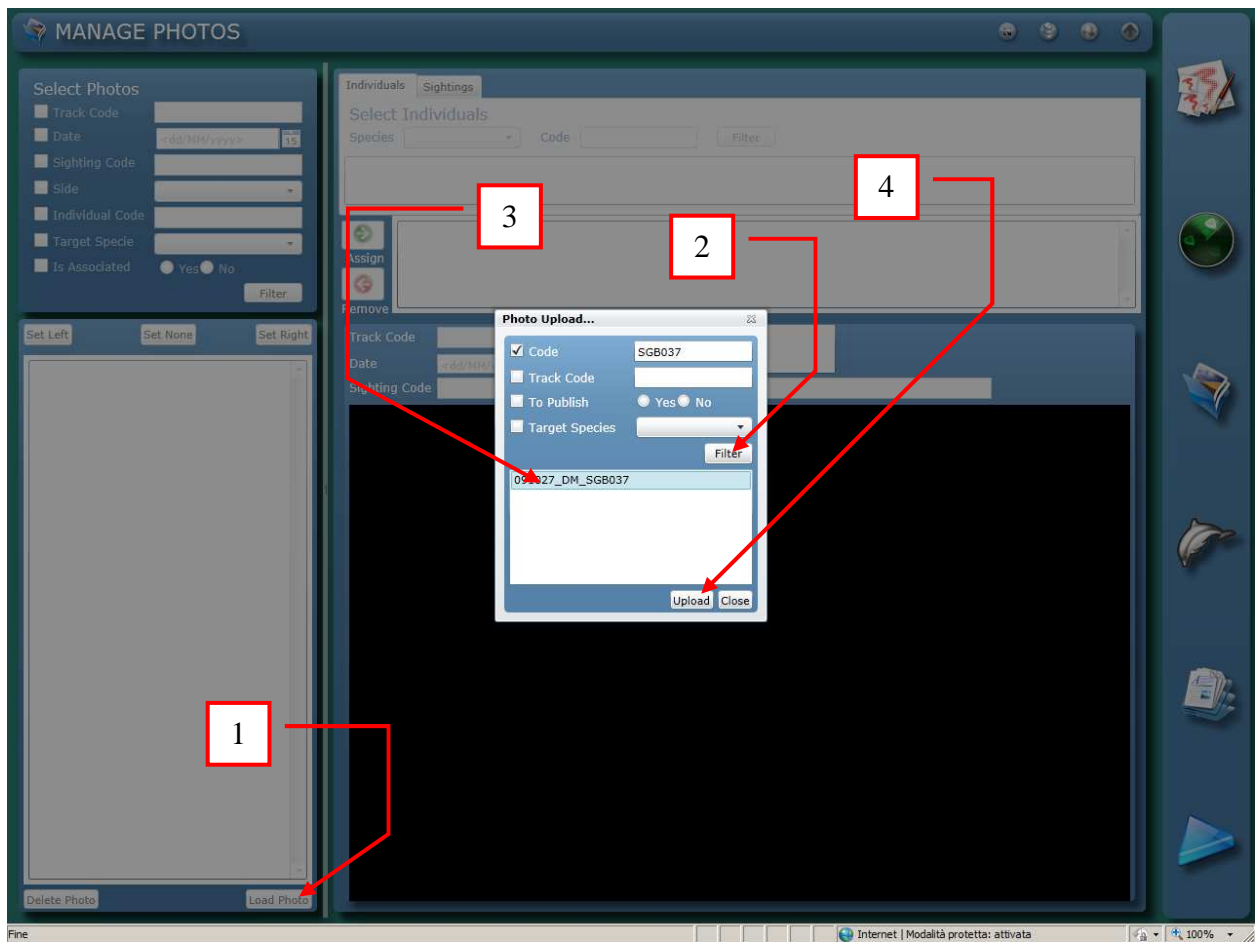 MANAGE PHOTOS
Select Photos
Track Code
Date <dd/MM/yyyy> 15
Sighting Code
Side
Individual Code
Target Specie
Is Associated Yes No
Filter
Set Left Set None Set Right
Delete Photo Load Photo
Individuals Sightings
Select Individuals
Species Code Filter
Assign
Remove
Track Code
Date
Sighting Code
Photo Upload...
Code SGB037
Track Code
To Publish Yes No
Target Species
Filter
Upload Close
1
2
3
4
Fine
Internet | Modalità protetta: attivata
100%